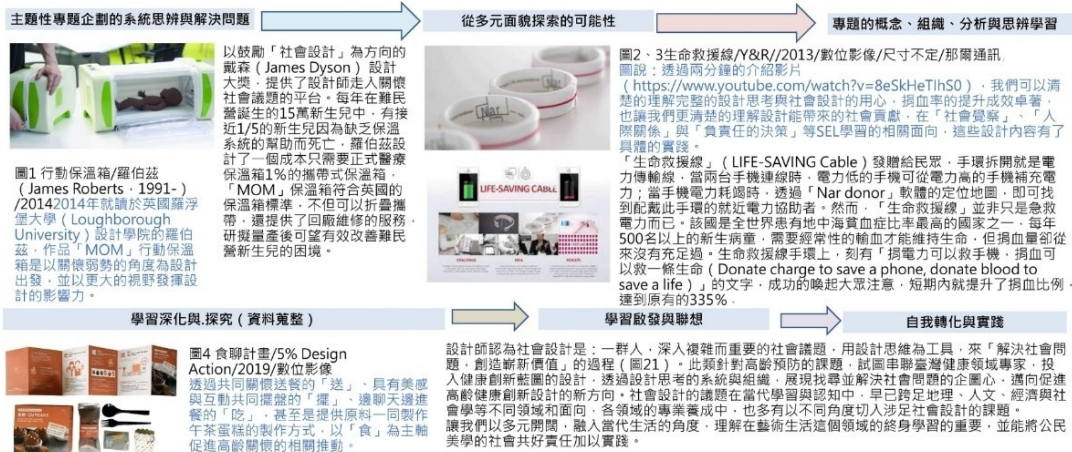 主題性專題企劃的系統思辨與解決問題
從多元面貌探索的可能性
專題的概念、組織、分析與思辨學習
以鼓勵「社會設計」為方向的
戴森（James Dyson）設計
大獎，提供了設計師走入關懷
社會議題的平台。每年在難民
營誕生的15萬新生兒中，有接
近1/5的新生兒因為缺乏保溫
系統的幫助而死亡，羅伯茲設
計了一個成本只需要正式醫療
保溫箱1%的攜帶式保溫箱，
「MOM」保溫箱符合英國的
保溫箱標準，不但可以折疊攜
帶，還提供了回廠維修的服務，
研擬量產後可望有效改善難民
營新生兒的困境。
圖1 行動保溫箱/羅伯茲
（James Roberts，1991-）
/2014 2014年就讀於英國羅浮
堡大學（Loughborough
University）設計學院的羅伯
茲，作品「MOM」行動保溫
箱是以關懷弱勢的角度為設計
出發，並以更大的視野發揮設
計的影響力。
Nar
LIFE-SAVING CABLE
圖2、3生命救援線/Y&R//2013/數位影像/尺寸不定/那爾通訊
圖說：透過兩分鐘的介紹影片
（https://www.youtube.com/watch?v=8eSkHeTIhS0），我們可以清
楚的理解完整的設計思考與社會設計的用心，捐血率的提升成效卓著，
也讓我們更清楚的理解設計能帶來的社會貢獻，在「社會覺察」、「人
際關係」與「負責任的決策」等SEL學習的相關面向，這些設計內容有了
具體的實踐。
「生命救援線」（LIFE-SAVING Cable）發贈給民眾，手環拆開就是電
力傳輸線，當兩台手機連線時，電力低的手機可從電力高的手機補充電
力；當手機電力耗竭時，透過「Nar donor」軟體的定位地圖，即可找
到配戴此手環的就近電力協助者。然而，「生命救援線」並非只是急救
電力而已。該國是全世界患有地中海貧血症比率最高的國家之一，每年
500名以上的新生病童，需要經常性的輸血才能維持生命，但捐血量卻從
來沒有充足過。生命救援線手環上，刻有「捐電力可以救手機，捐血可
以救一條生命（Donate charge to save a phone, donate blood to
save a life）」的文字，成功的喚起大眾注意，短期內就提升了捐血比例，
達到原有的335%．
學習深化與.探究（資料蒐整）
學習啟發與聯想
自我轉化與實踐
圖4 食聊計畫/5% Design
Action/2019/數位影像
透過共同關懷送餐的「送」、具有美感
與互動共同擺盤的「擺」、邊聊天邊進
餐的「吃」，甚至是提供原料一同製作
午茶蛋糕的製作方式，以「食」為主軸
促進高齡關懷的相關推動。
設計師認為社會設計是：一群人，深入複雜而重要的社會議題，用設計思維為工具，來「解決社會問
題，創造嶄新價值」的過程（圖21）。此類針對高齡預防的課題，試圖串聯臺灣健康領域專家，投
入健康創新藍圖的設計，透過設計思考的系統與組織，展現找尋並解決社會問題的企圖心，邁向促進
高齡健康創新設計的新方向。社會設計的議題在當代學習與認知中，早已跨足地理、人文、經濟與社
會學等不同領域和面向，各領域的專業養成中，也多有以不同角度切入涉足社會設計的課題。
讓我們以多元開闊，融入當代生活的角度，理解在藝術生活這個領域的終身學習的重要，並能將公民
美學的社會共好責任加以實踐。